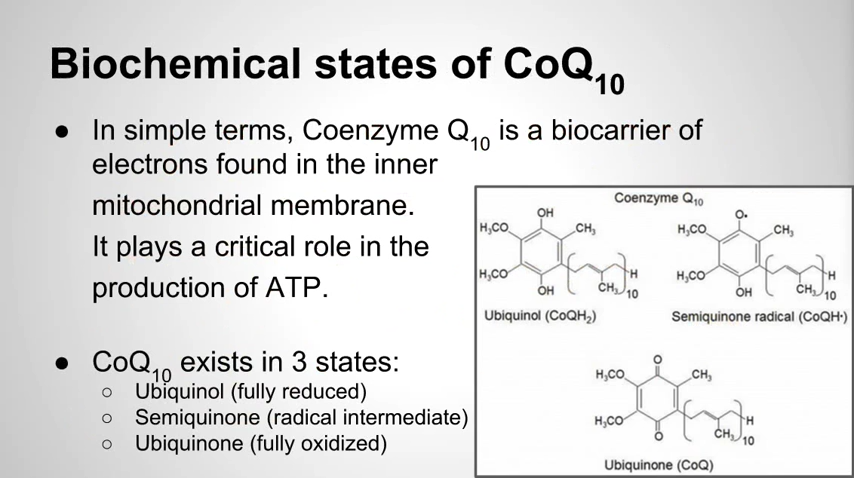 Biochemical states of CoQ10
● In simple terms, Coenzyme Q10 is a biocarrier of
electrons found in the inner
mitochondrial membrane.
It plays a critical role in the
production of ATP.
● CoQ10 exists in 3 states:
○ Ubiquinol (fully reduced)
○ Semiquinone (radical intermediate)
○ Ubiquinone (fully oxidized)
Coenzyme Q10
OH
H3CO
CH3
H3CO
H
CH3
10
OH
Ubiquinol (CoQH2)
O•
H3CO
CH3
H3CO
H
CH3
10
OH
Semiquinone radical (CoQH•)
O
H3CO
CH3
H3CO
H
CH3
10
O
Ubiquinone (CoQ)